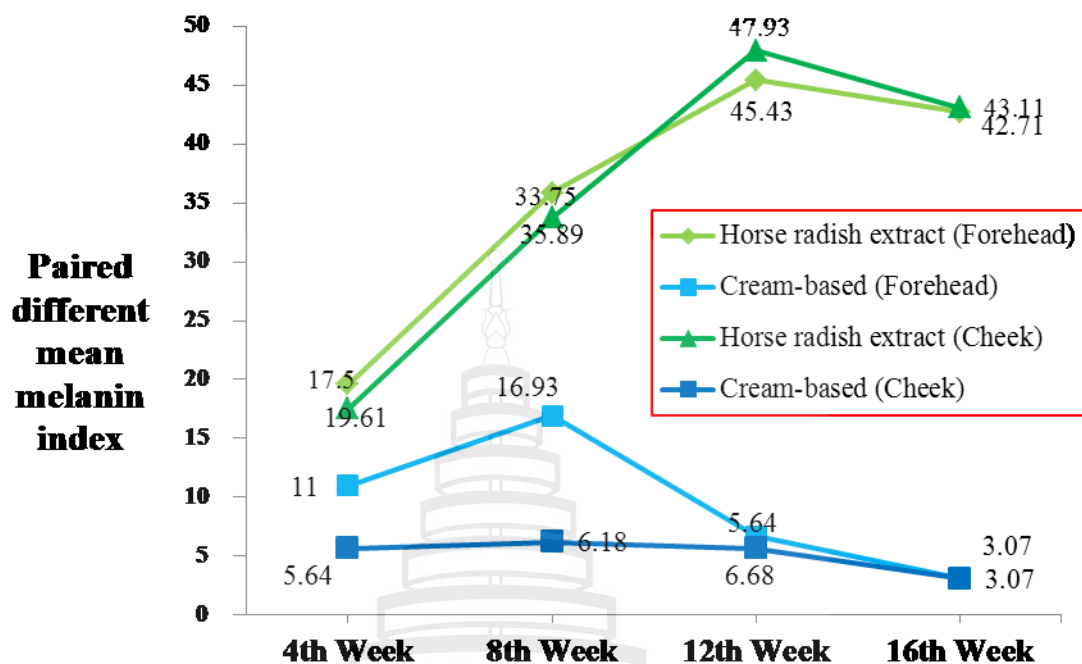 50
45
40
35
30
25
20
15
10
5
0
Paired
different
mean
melanin
index
47.93
45.43
43.11
42.71
33.75
35.89
17.5
19.61
16.93
11
5.64
6.18
5.64
6.68
3.07
3.07
Horse radish extract (Forehead)
Cream-based (Forehead)
Horse radish extract (Cheek)
Cream-based (Cheek)
4th Week
8th Week
12th Week
16th Week